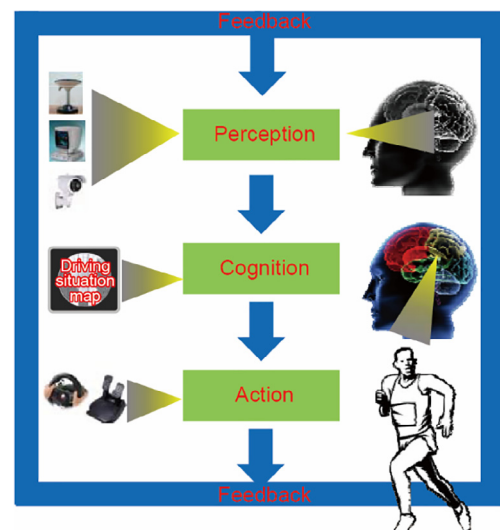 Feedback
Perception
Driving
situation
map
Cognition
Action
Feedback